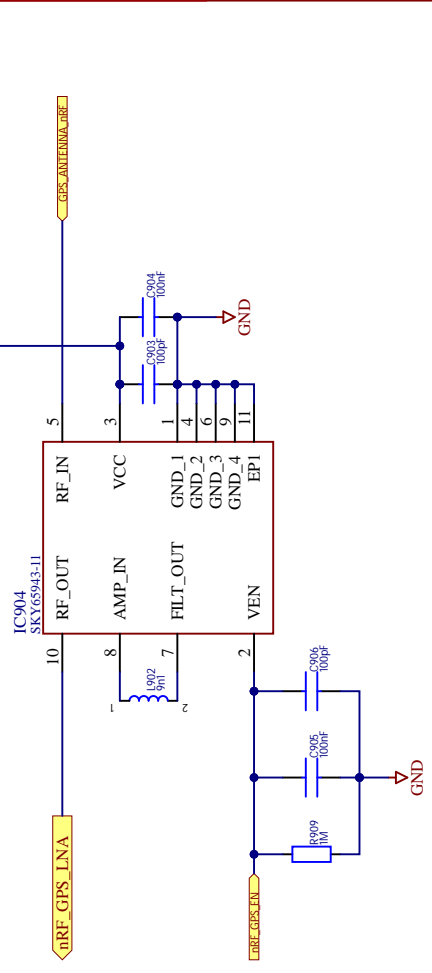 GPS_ANTENNA_nRF
C904
100nF
C903
100pF
GND
5
3
1
4
6
9
11
RF_IN
VCC
GND_1
GND_2
GND_3
GND_4
EP1
IC904
SKY65943-11
RF_OUT
AMP_IN
FILT_OUT
VEN
10
8
7
2
L902
9n1
1
2
C906
100pF
C905
100nF
R909
1M
GND
nRF_GPS_LNA
nRF_GPS_EN